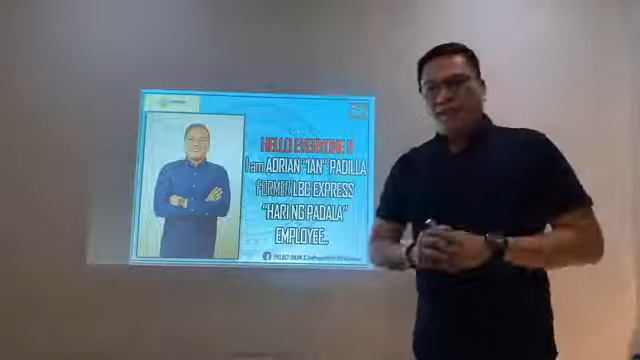 HELLO EVERYONE !!
I am ADRIAN "IAN" PADILLA
FORMER LBC EXPRESS
"HARI NG PADALA"
EMPLOYEE..